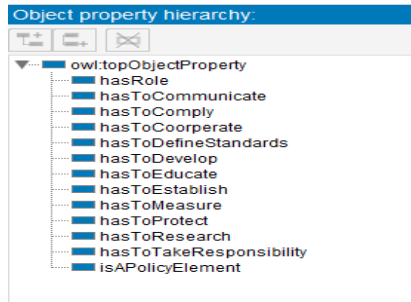 Object property hierarchy:
owl:topObjectProperty
hasRole
hasToCommunicate
hasToComply
hasToCoorperate
hasToDefineStandards
hasToDevelop
hasToEducate
hasToEstablish
hasToMeasure
hasToProtect
hasToResearch
hasToTakeResponsibility
isAPolicyElement